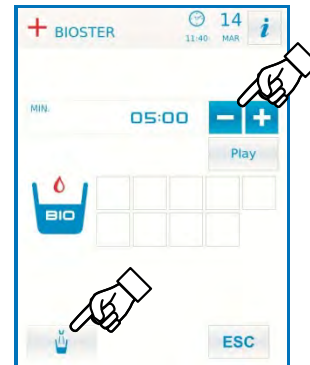 + BIOSTER 14 i
11:40 MAR
MIN. 05:00 − +
Play
BIO
ESC